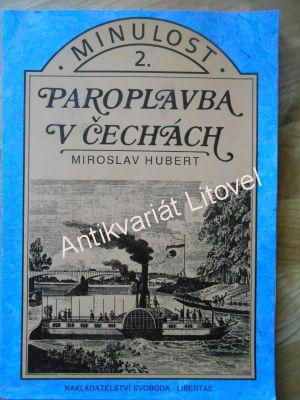 MINULOST
2.
PAROPLAVBA
V ČECHÁCH
MIROSLAV HUBERT
Antikvariát Litovel
NAKLADATELSTVÍ SVOBODA - LIBERTAS